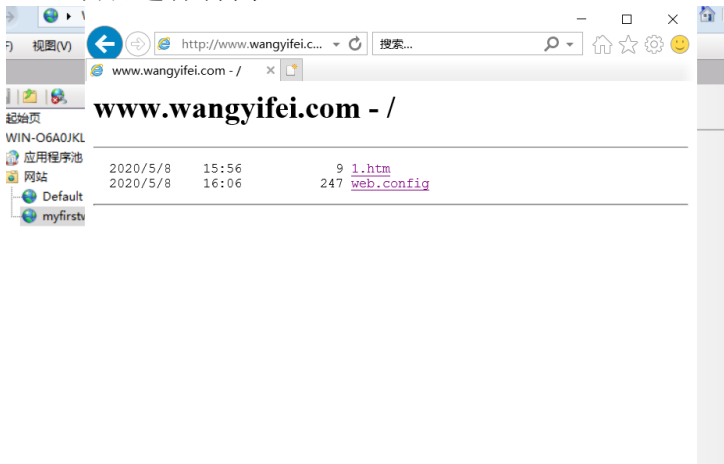 视图(V)
http://www.wangyifei.c...
搜索...
www.wangyifei.com - /
www.wangyifei.com - /
起始页
WIN-O6A0JKL
应用程序池
网站
Default
myfirstw
2020/5/8 15:56 9 1.htm
2020/5/8 16:06 247 web.config